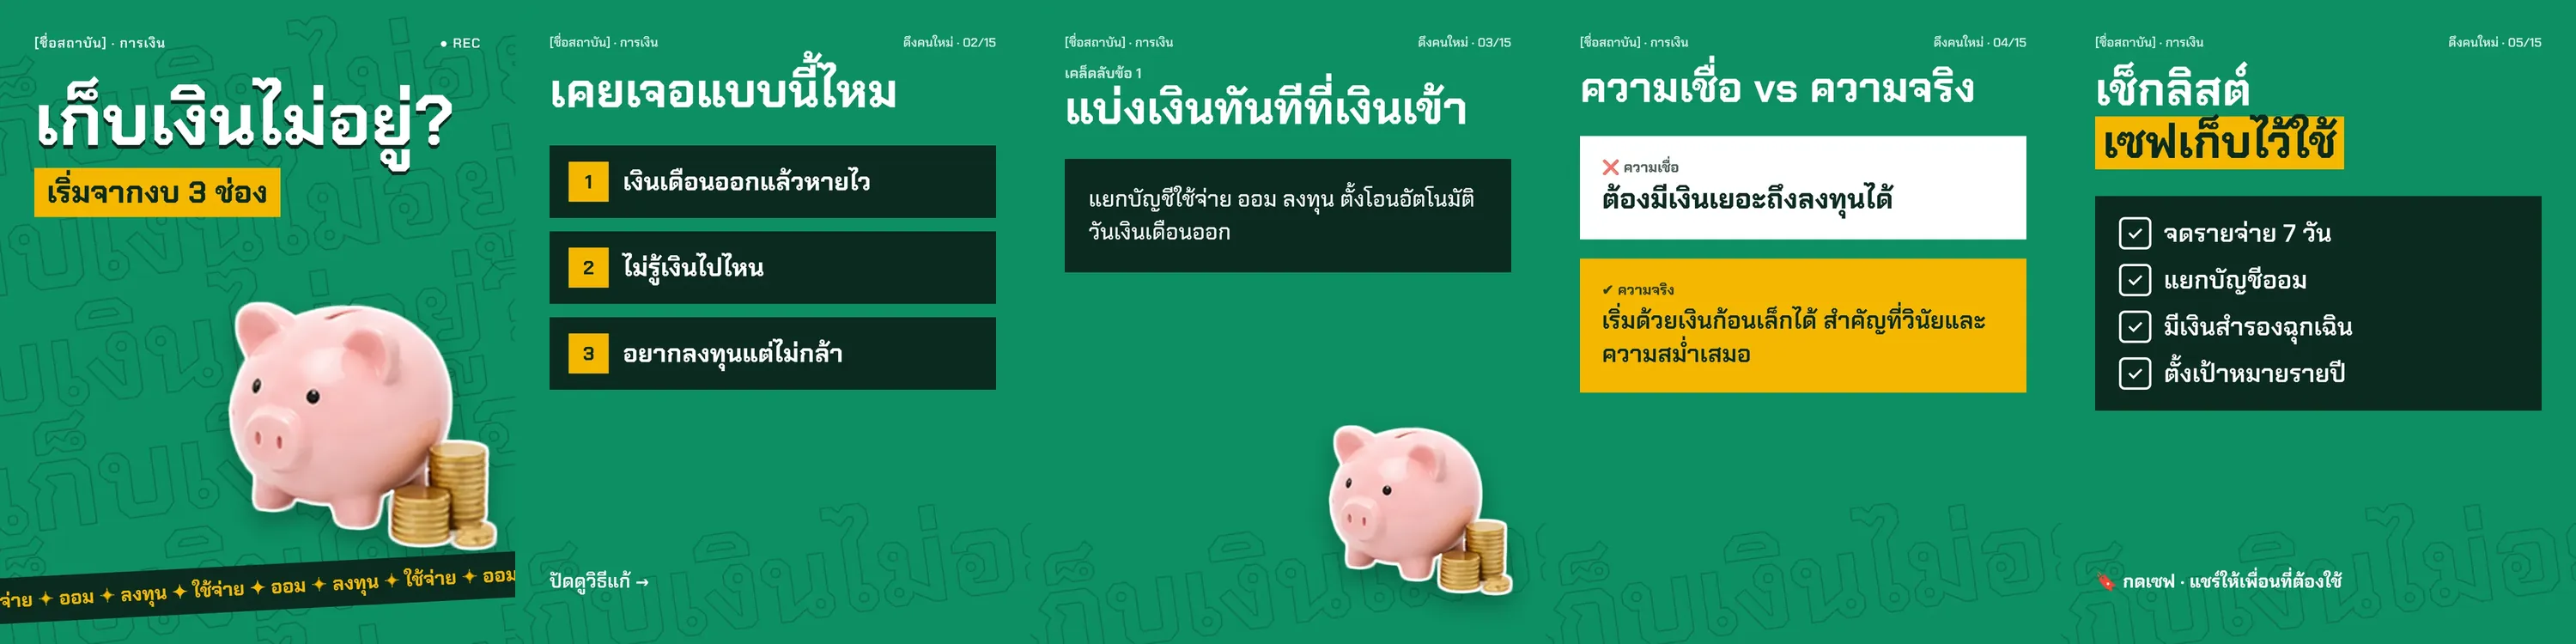 [ชื่อสถาบัน] · การเงิน
● REC
เก็บเงินไม่อยู่?
เริ่มจากงบ 3 ช่อง
จ่าย ✦ ออม ✦ ลงทุน ✦ ใช้จ่าย ✦ ออม ✦ ลงทุน ✦ ใช้จ่าย ✦ ออม
[ชื่อสถาบัน] · การเงิน
ดึงคนใหม่ · 02/15
เคยเจอแบบนี้ไหม
1 เงินเดือนออกแล้วหายไว
2 ไม่รู้เงินไปไหน
3 อยากลงทุนแต่ไม่กล้า
ปัดดูวิธีแก้ →
[ชื่อสถาบัน] · การเงิน
ดึงคนใหม่ · 03/15
เคล็ดลับข้อ 1
แบ่งเงินทันทีที่เงินเข้า
แยกบัญชีใช้จ่าย ออม ลงทุน ตั้งโอนอัตโนมัติ
วันเงินเดือนออก
[ชื่อสถาบัน] · การเงิน
ดึงคนใหม่ · 04/15
ความเชื่อ vs ความจริง
❌ ความเชื่อ
ต้องมีเงินเยอะถึงลงทุนได้
✔ ความจริง
เริ่มด้วยเงินก้อนเล็กได้ สำคัญที่วินัยและ
ความสม่ำเสมอ
[ชื่อสถาบัน] · การเงิน
ดึงคนใหม่ · 05/15
เช็กลิสต์
เซฟเก็บไว้ใช้
จดรายจ่าย 7 วัน
แยกบัญชีออม
มีเงินสำรองฉุกเฉิน
ตั้งเป้าหมายรายปี
🔖 กดเซฟ · แชร์ให้เพื่อนที่ต้องใช้